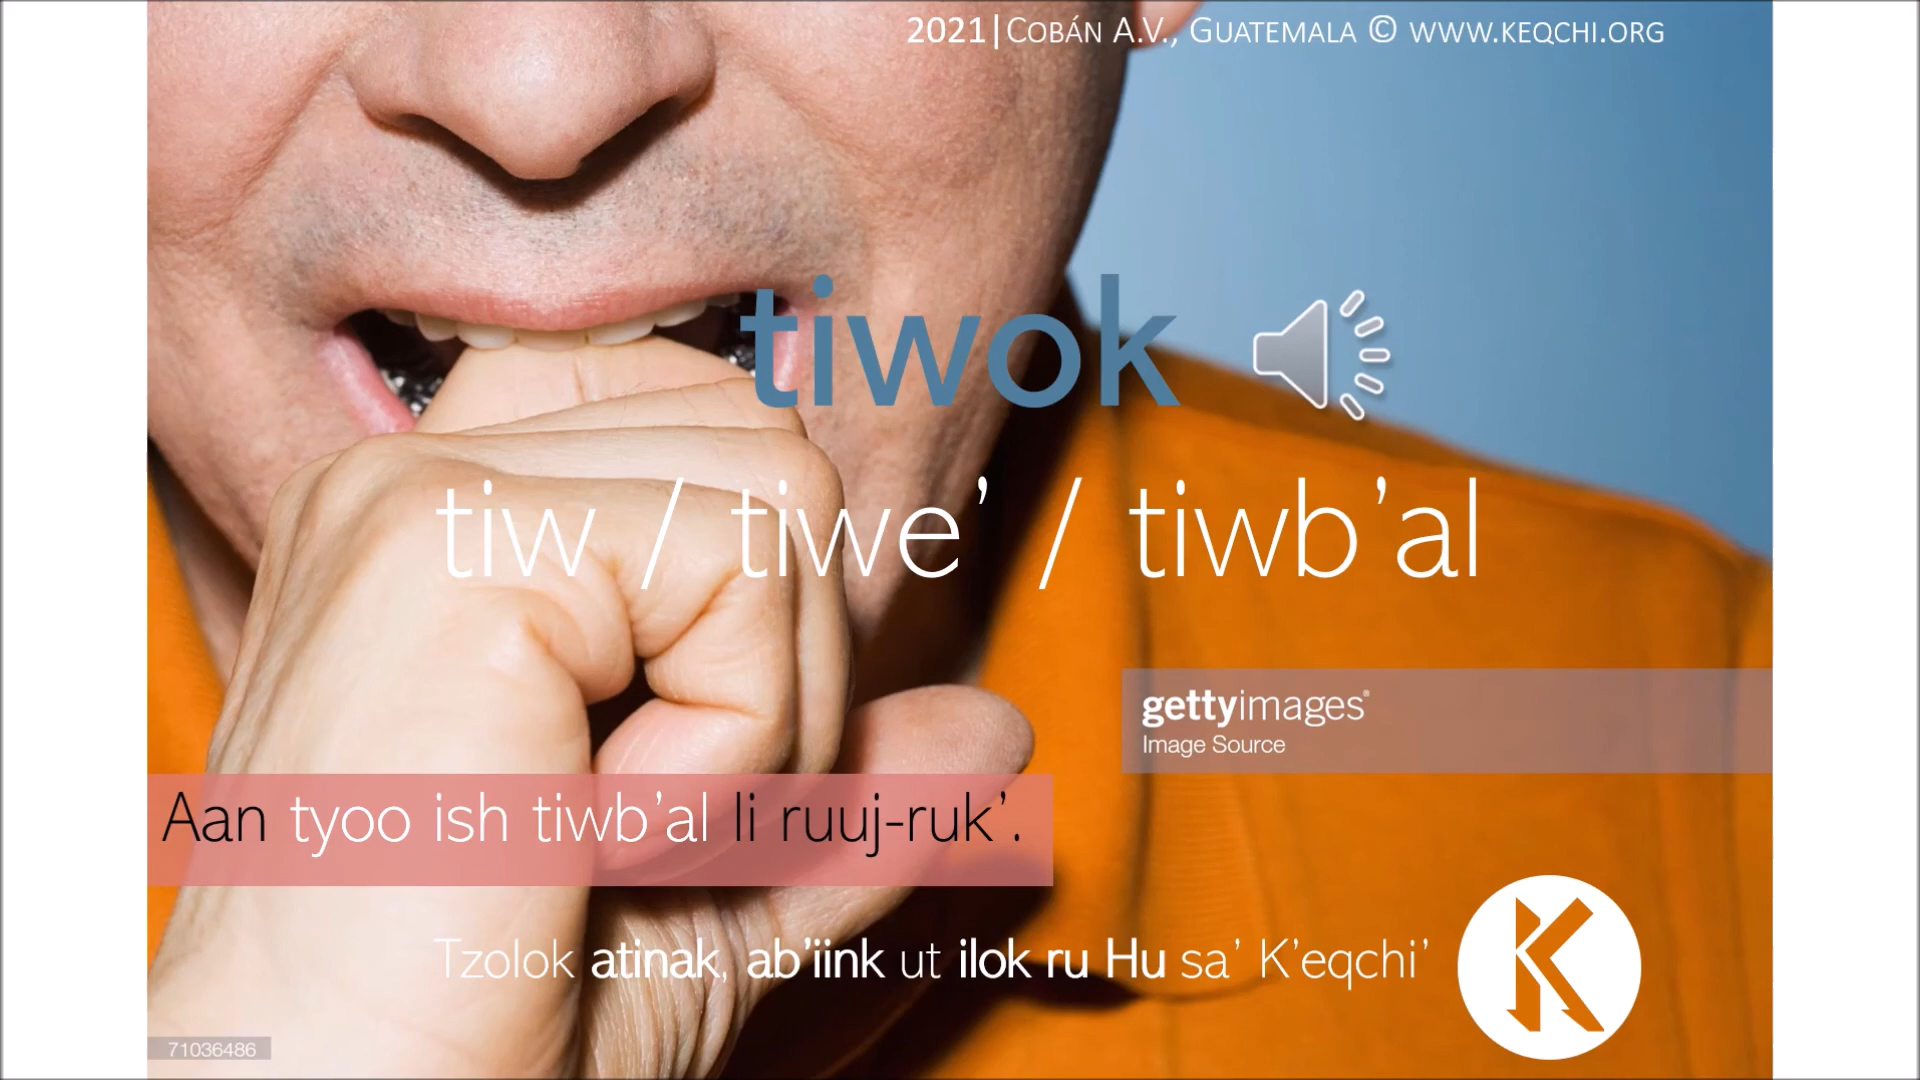 2021|COBÁN A.V., GUATEMALA © WWW.KEQCHI.ORG
tiwok
tiw / tiwe’ / tiwb’al
gettyimages®
Image Source
Aan tyoo ish tiwb’al li ruuj-ruk’.
Tzolok atinak, ab’iink ut ilok ru Hu sa’ K’eqchi’
K
71036486